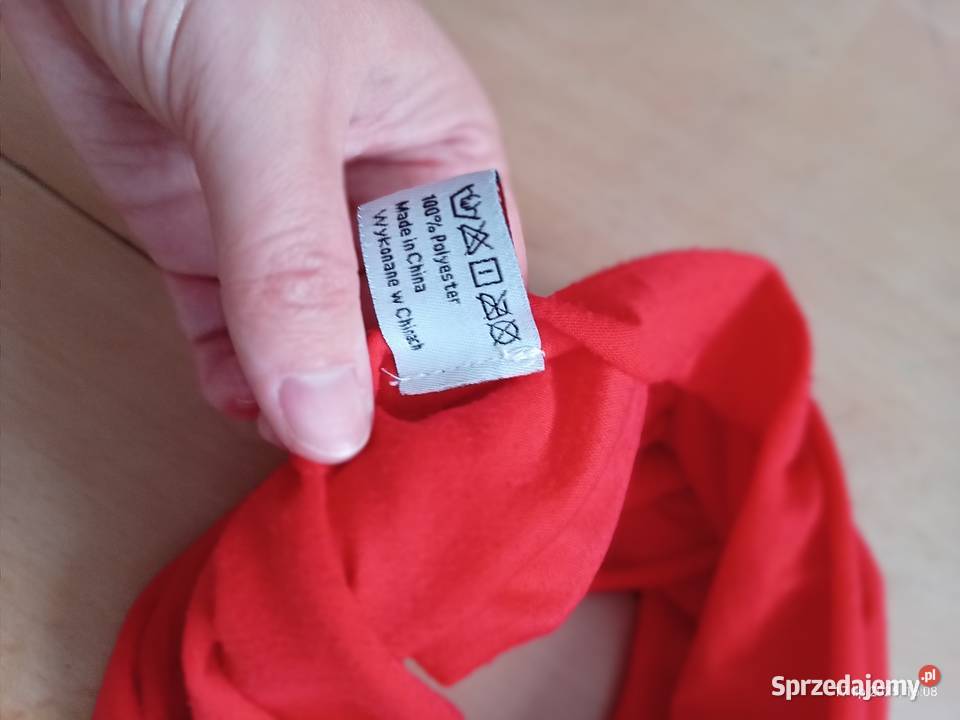 100% Polyester
Made in China
Wykonane w Chinach
Sprzedajemy.pl